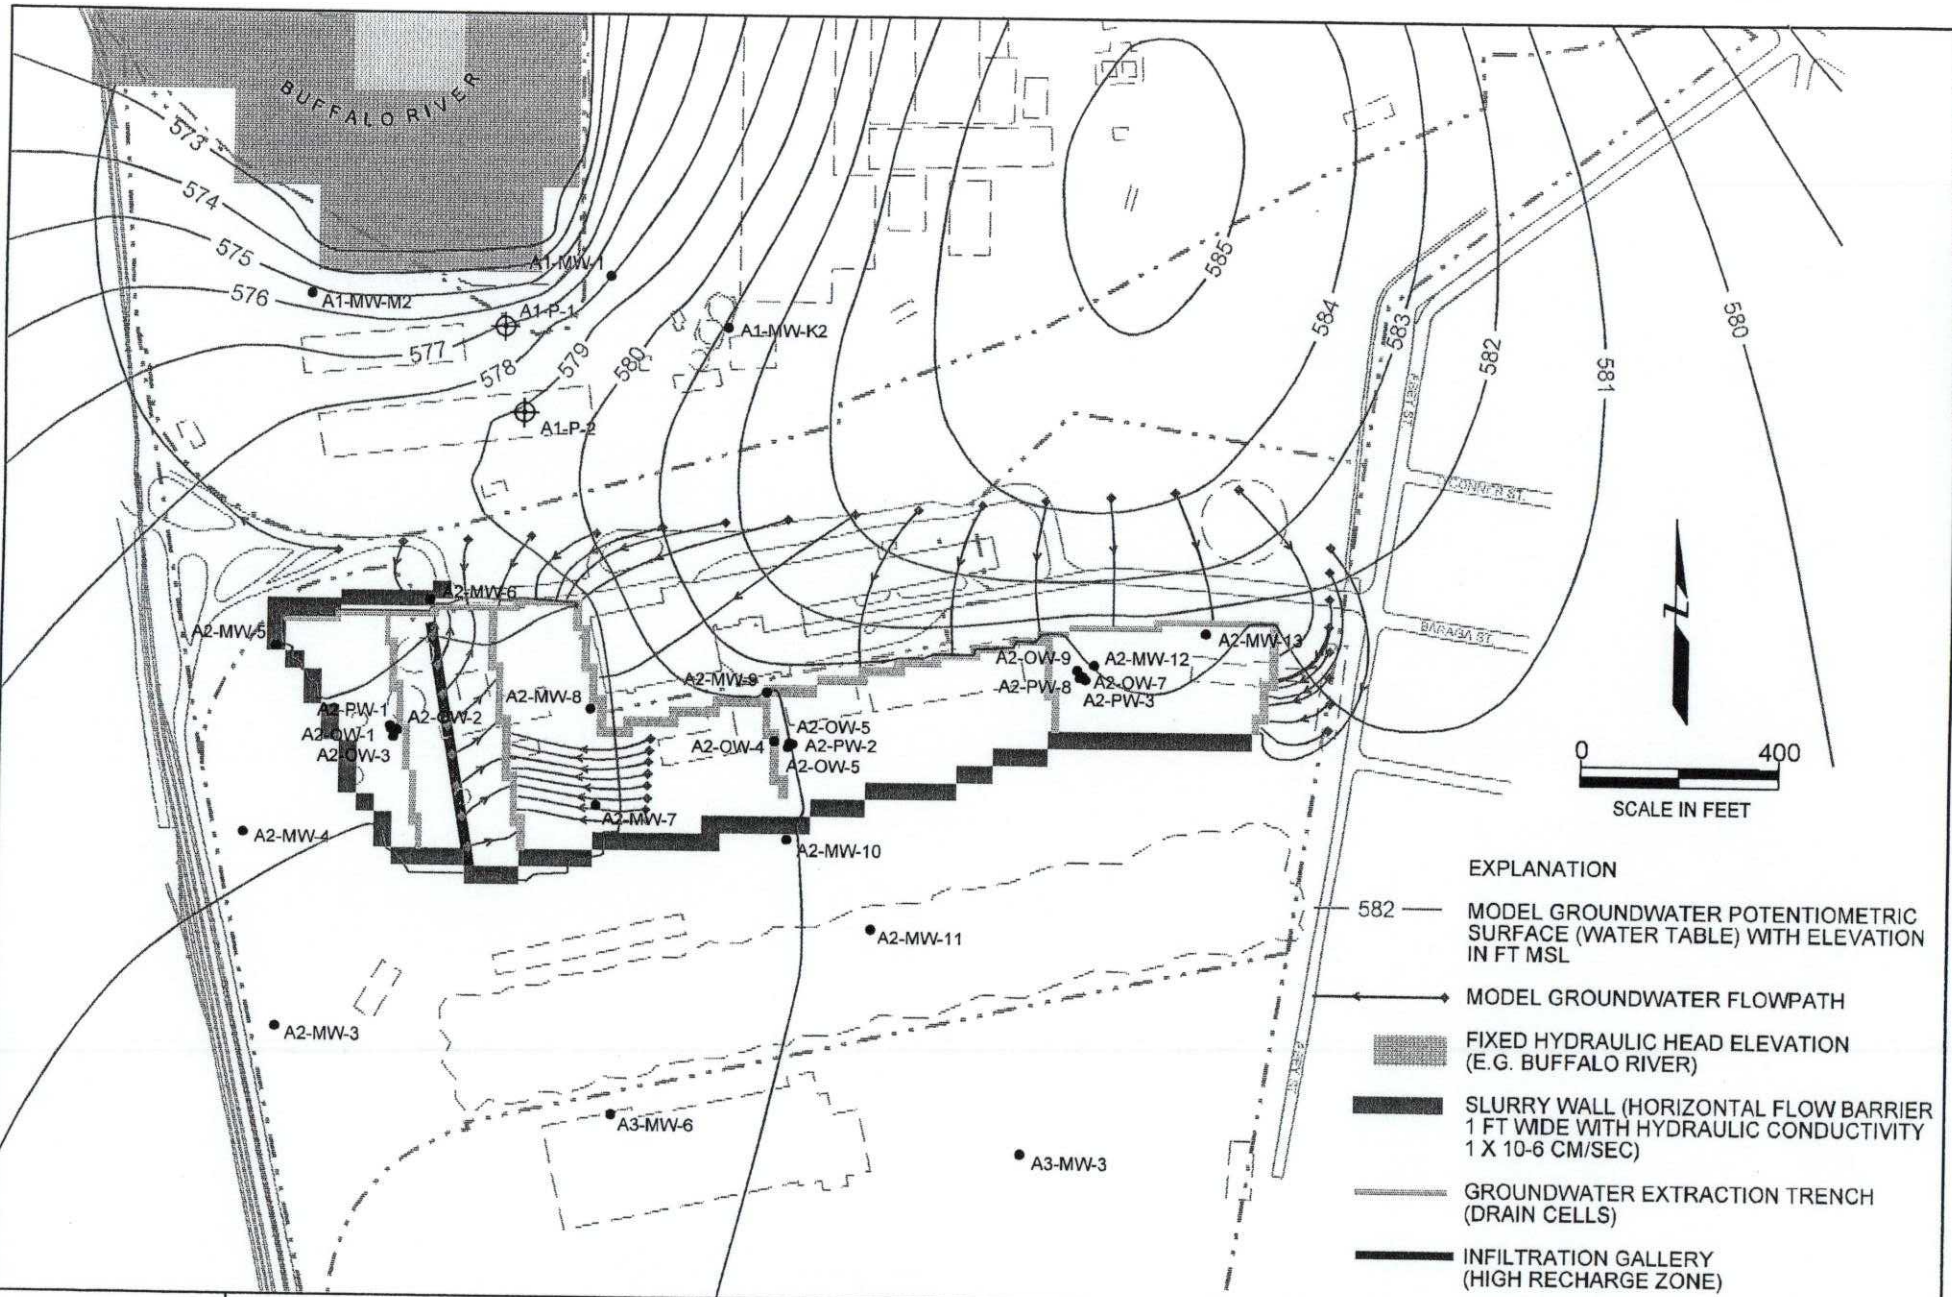 BUFFALO RIVER
573
574
575
576
577
578
579
580
585
584
583
582
581
580
A1-MW-1
A1-MW-M2
A1-P-1
A1-MW-K2
A1-P-2
A2-MW-6
A2-MW-5
A2-MW-13
A2-OW-9
A2-MW-12
A2-PW-8
A2-OW-7
A2-PW-3
A2-MW-9
A2-MW-8
A2-PW-1
A2-OW-2
A2-OW-1
A2-OW-3
A2-OW-5
A2-OW-4
A2-PW-2
A2-OW-5
A2-MW-7
A2-MW-4
A2-MW-10
A2-MW-11
A2-MW-3
A3-MW-6
A3-MW-3
BARABA ST.
Z
0 400
SCALE IN FEET
EXPLANATION
582
MODEL GROUNDWATER POTENTIOMETRIC
SURFACE (WATER TABLE) WITH ELEVATION
IN FT MSL
MODEL GROUNDWATER FLOWPATH
FIXED HYDRAULIC HEAD ELEVATION
(E.G. BUFFALO RIVER)
SLURRY WALL (HORIZONTAL FLOW BARRIER
1 FT WIDE WITH HYDRAULIC CONDUCTIVITY
1 X 10-6 CM/SEC)
GROUNDWATER EXTRACTION TRENCH
(DRAIN CELLS)
INFILTRATION GALLERY
(HIGH RECHARGE ZONE)